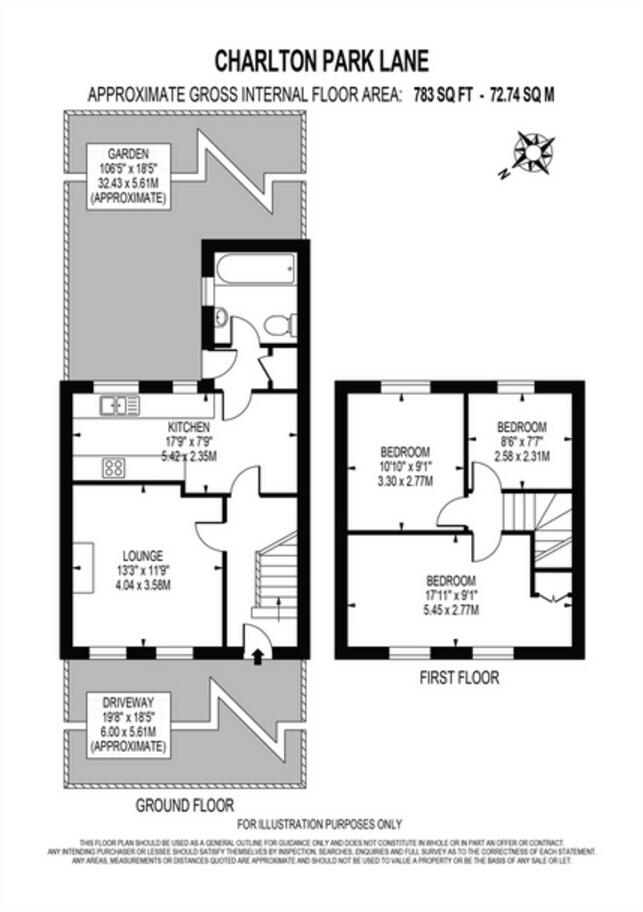 CHARLTON PARK LANE
APPROXIMATE GROSS INTERNAL FLOOR AREA: 783 SQ FT - 72.74 SQ M
GARDEN
106'5" x 18'5"
32.43 x 5.61M
(APPROXIMATE)
N
KITCHEN
17'9" x 7'9"
5.42 x 2.35M
LOUNGE
13'3" x 11'9"
4.04 x 3.58M
BEDROOM
10'10" x 9'1"
3.30 x 2.77M
BEDROOM
8'6" x 7'7"
2.58 x 2.31M
BEDROOM
17'11" x 9'1"
5.45 x 2.77M
FIRST FLOOR
DRIVEWAY
19'8" x 18'5"
6.00 x 5.61M
(APPROXIMATE)
GROUND FLOOR
FOR ILLUSTRATION PURPOSES ONLY
THIS FLOOR PLAN SHOULD BE USED AS A GENERAL OUTLINE FOR GUIDANCE ONLY AND DOES NOT CONSTITUTE IN WHOLE OR IN PART AN OFFER OR CONTRACT.
ANY INTENDING PURCHASER OR LESSEE SHOULD SATISFY THEMSELVES BY INSPECTION, SEARCHES, ENQUIRIES AND FULL SURVEY AS TO THE CORRECTNESS OF EACH STATEMENT.
ANY AREAS, MEASUREMENTS OR DISTANCES QUOTED ARE APPROXIMATE AND SHOULD NOT BE USED TO VALUE A PROPERTY OR BE THE BASIS OF ANY SALE OR LET.